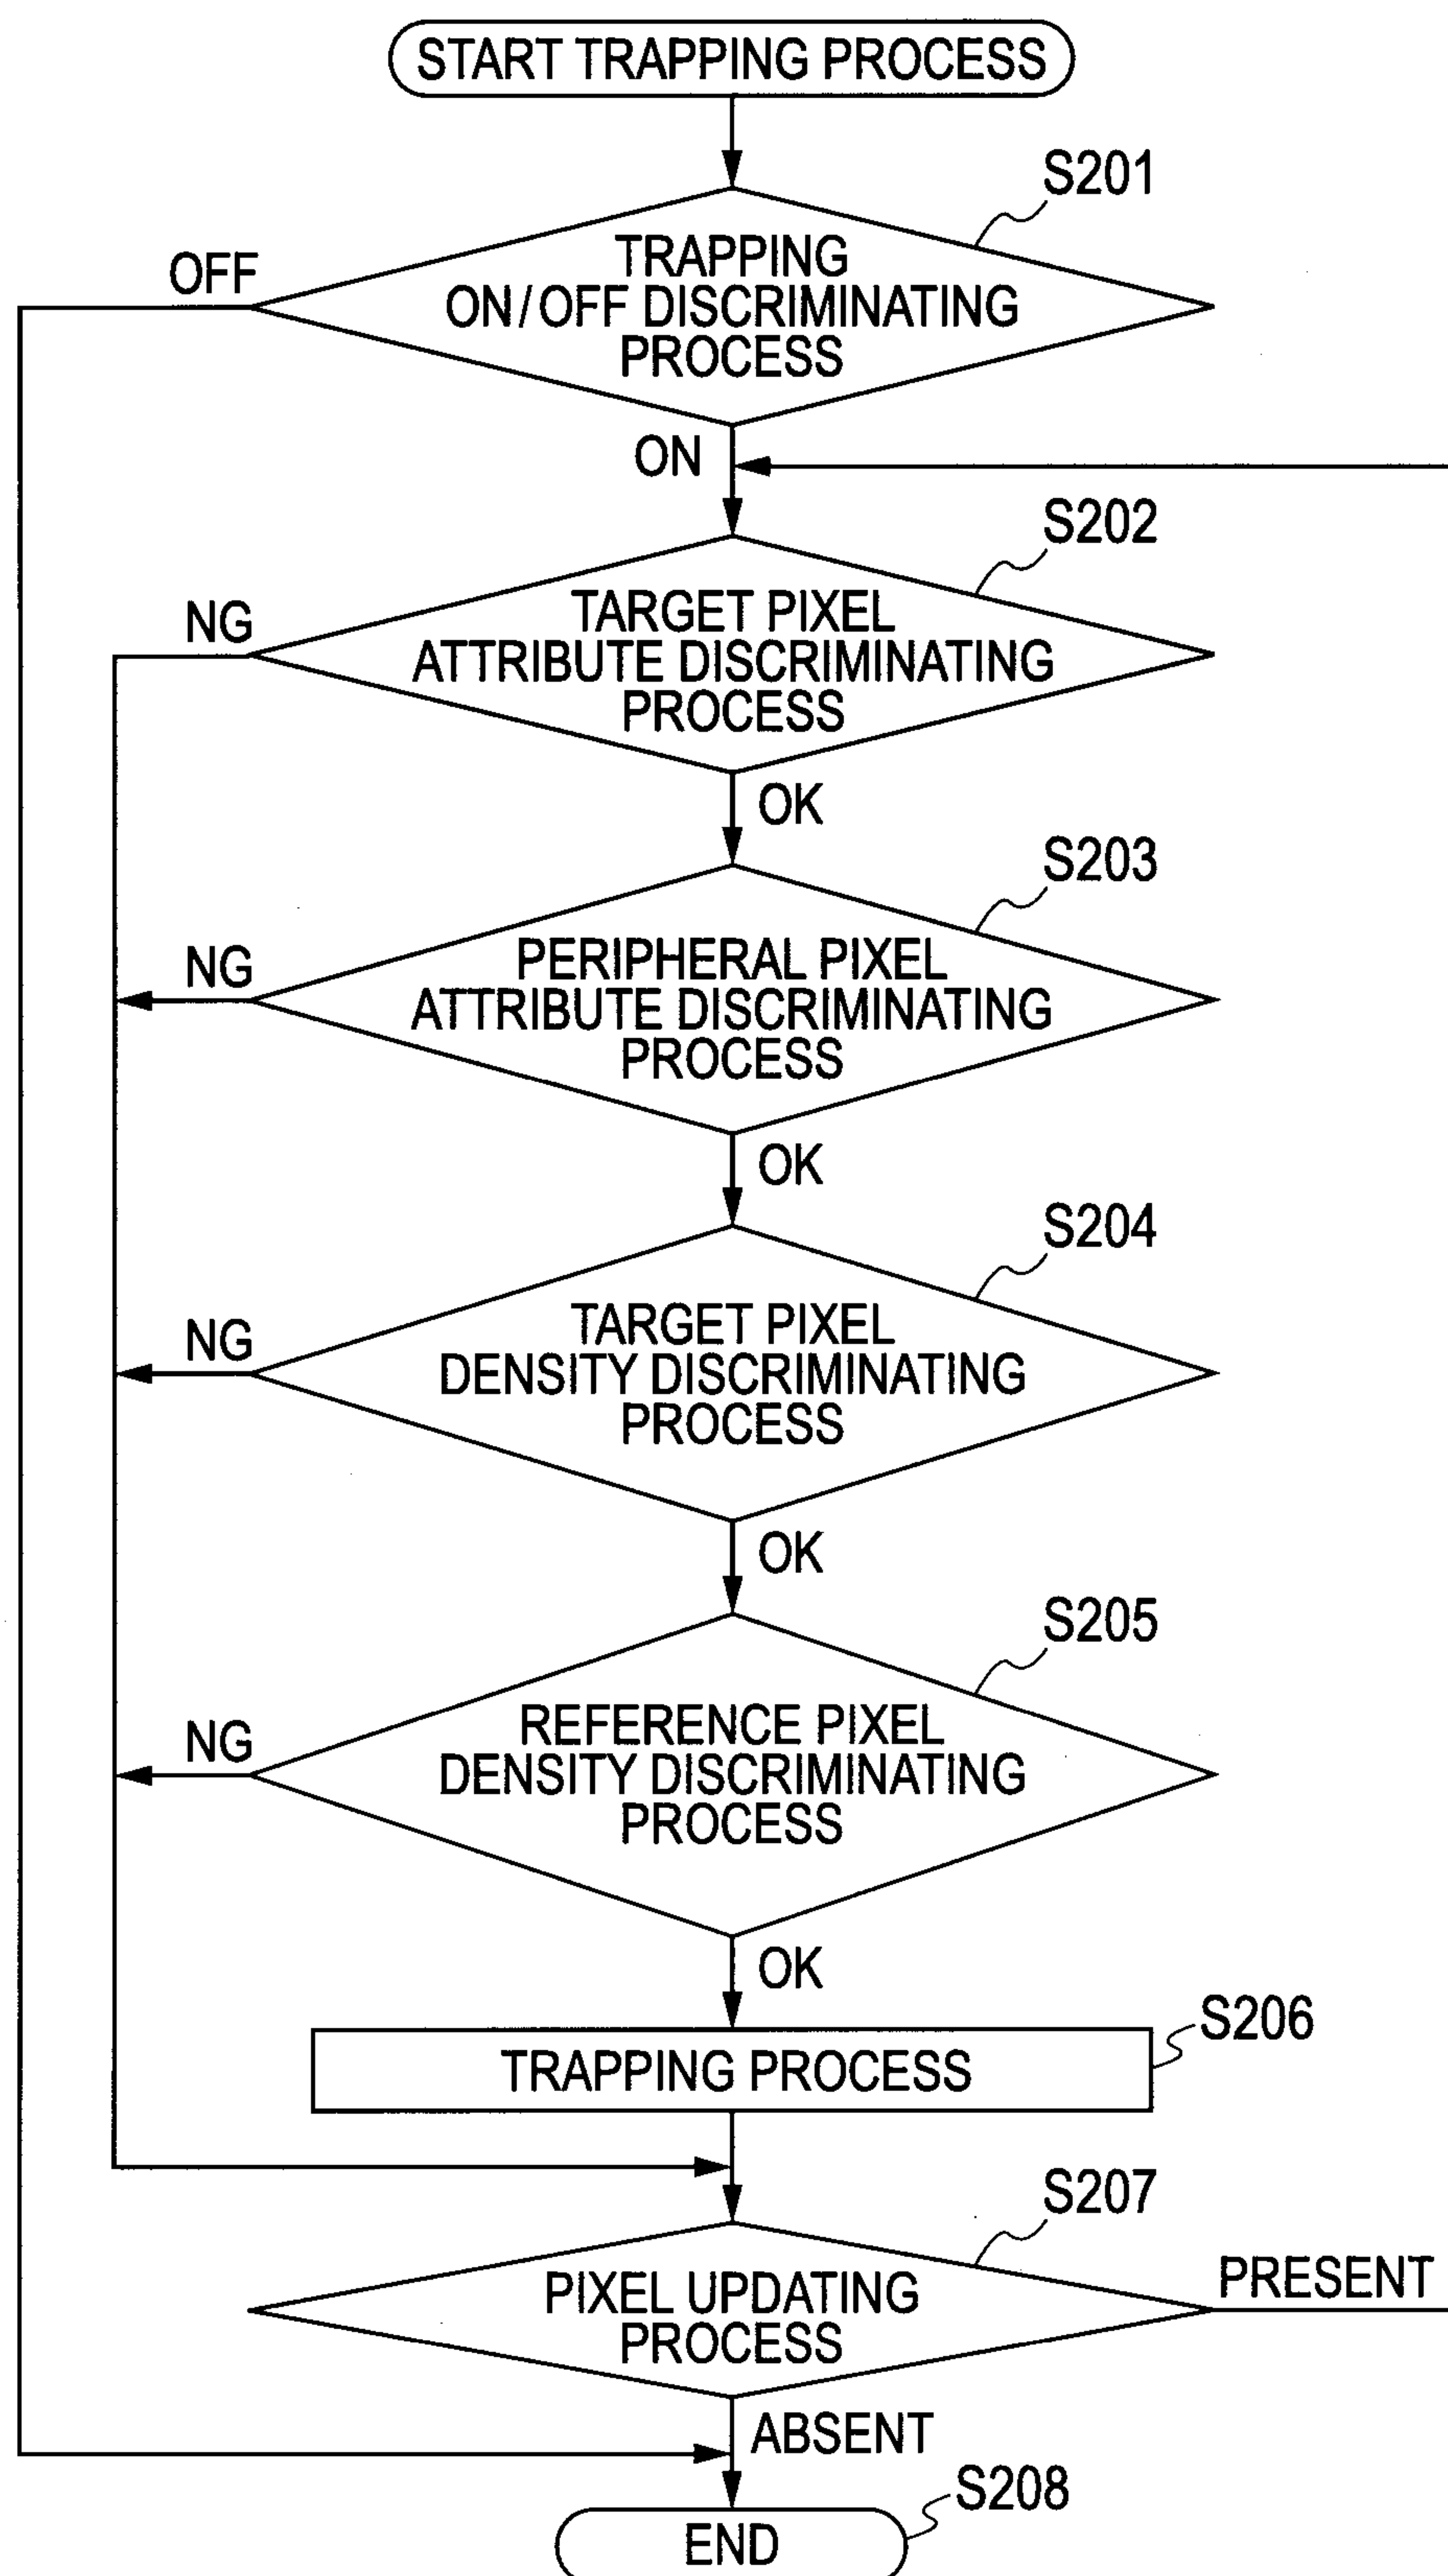 START TRAPPING PROCESS
S201
OFF
TRAPPING
ON/OFF DISCRIMINATING
PROCESS
ON
S202
NG
TARGET PIXEL
ATTRIBUTE DISCRIMINATING
PROCESS
OK
S203
NG
PERIPHERAL PIXEL
ATTRIBUTE DISCRIMINATING
PROCESS
OK
S204
NG
TARGET PIXEL
DENSITY DISCRIMINATING
PROCESS
OK
S205
NG
REFERENCE PIXEL
DENSITY DISCRIMINATING
PROCESS
OK
S206
TRAPPING PROCESS
S207
PRESENT
PIXEL UPDATING
PROCESS
ABSENT
S208
END